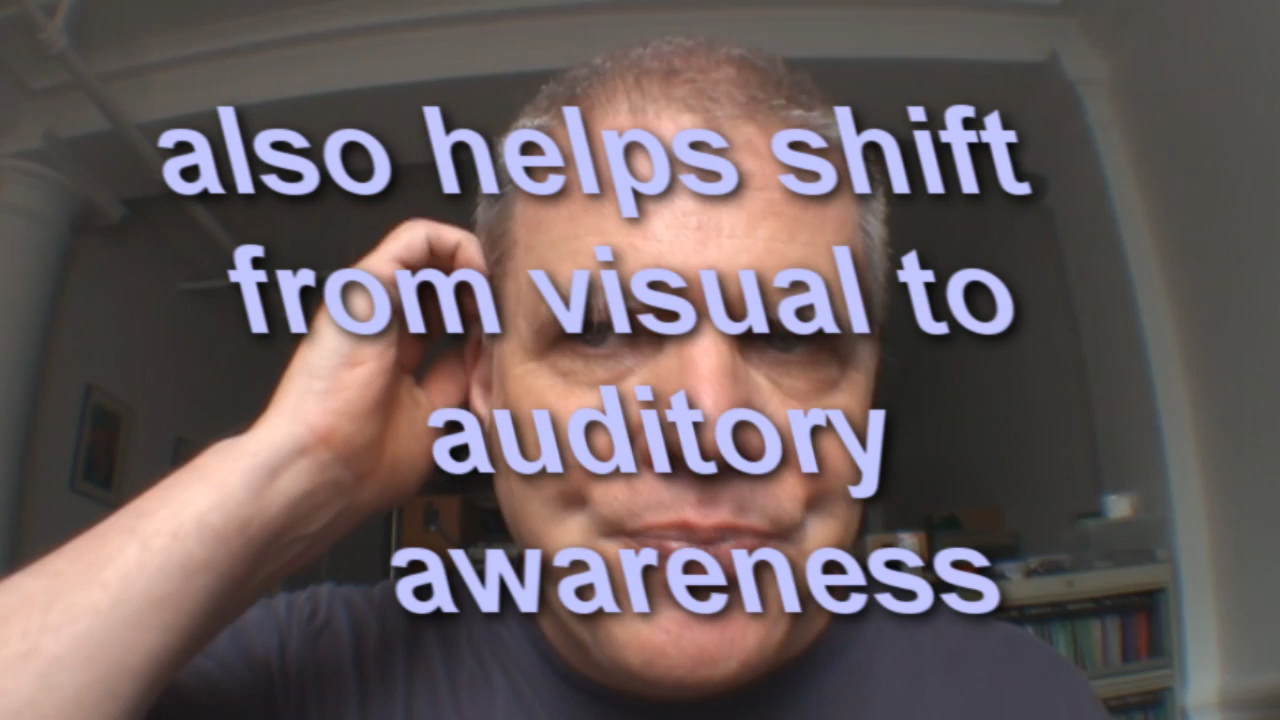 also helps shift
from visual to
auditory
awareness